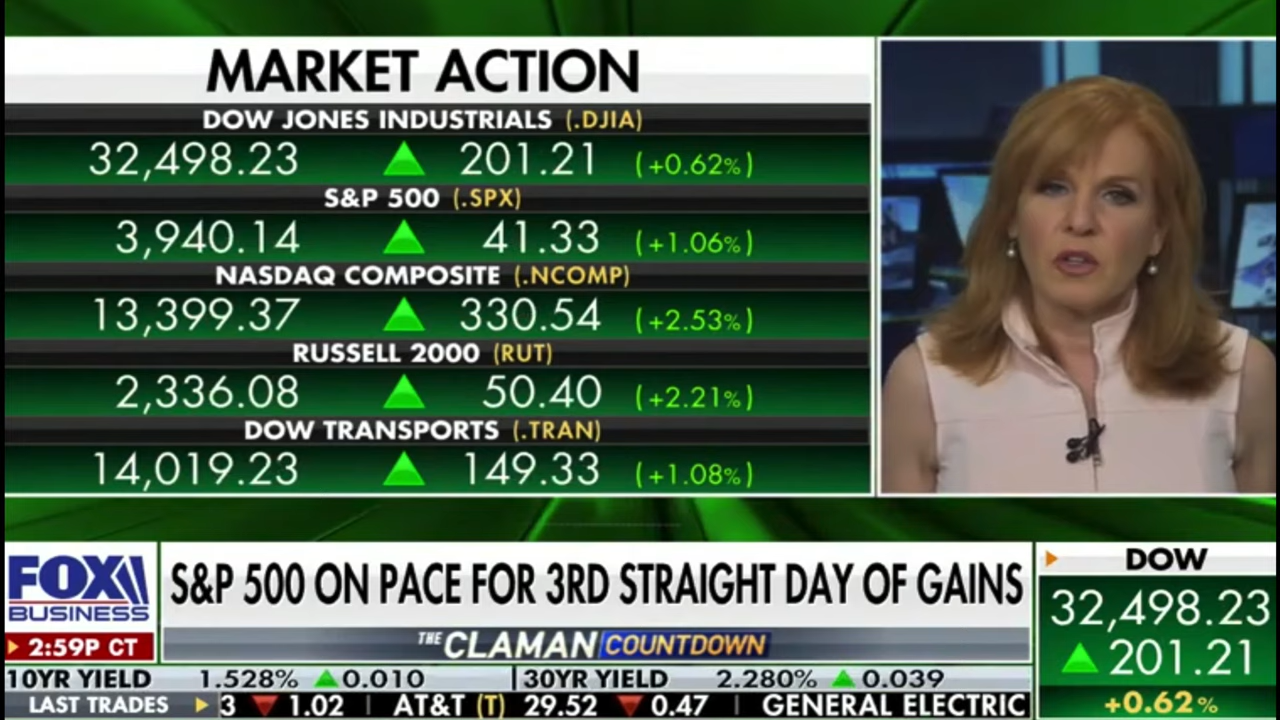 MARKET ACTION
DOW JONES INDUSTRIALS (.DJIA)
32,498.23 ▲ 201.21 (+0.62%)
S&P 500 (.SPX)
3,940.14 ▲ 41.33 (+1.06%)
NASDAQ COMPOSITE (.NCOMP)
13,399.37 ▲ 330.54 (+2.53%)
RUSSELL 2000 (RUT)
2,336.08 ▲ 50.40 (+2.21%)
DOW TRANSPORTS (.TRAN)
14,019.23 ▲ 149.33 (+1.08%)
FOX
BUSINESS
2:59P CT
S&P 500 ON PACE FOR 3RD STRAIGHT DAY OF GAINS
THE CLAMAN COUNTDOWN
DOW
32,498.23
▲ 201.21
+0.62%
10YR YIELD 1.528% ▲ 0.010 | 30YR YIELD 2.280% ▲ 0.039
LAST TRADES 3 ▼ 1.02 | AT&T (T) 29.52 ▼ 0.47 | GENERAL ELECTRIC